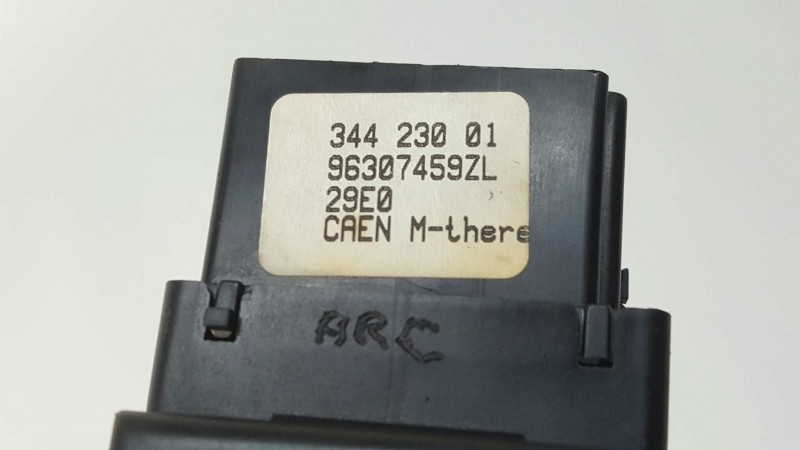 344 230 01
96307459ZL
29E0
CAEN M-there
ARC